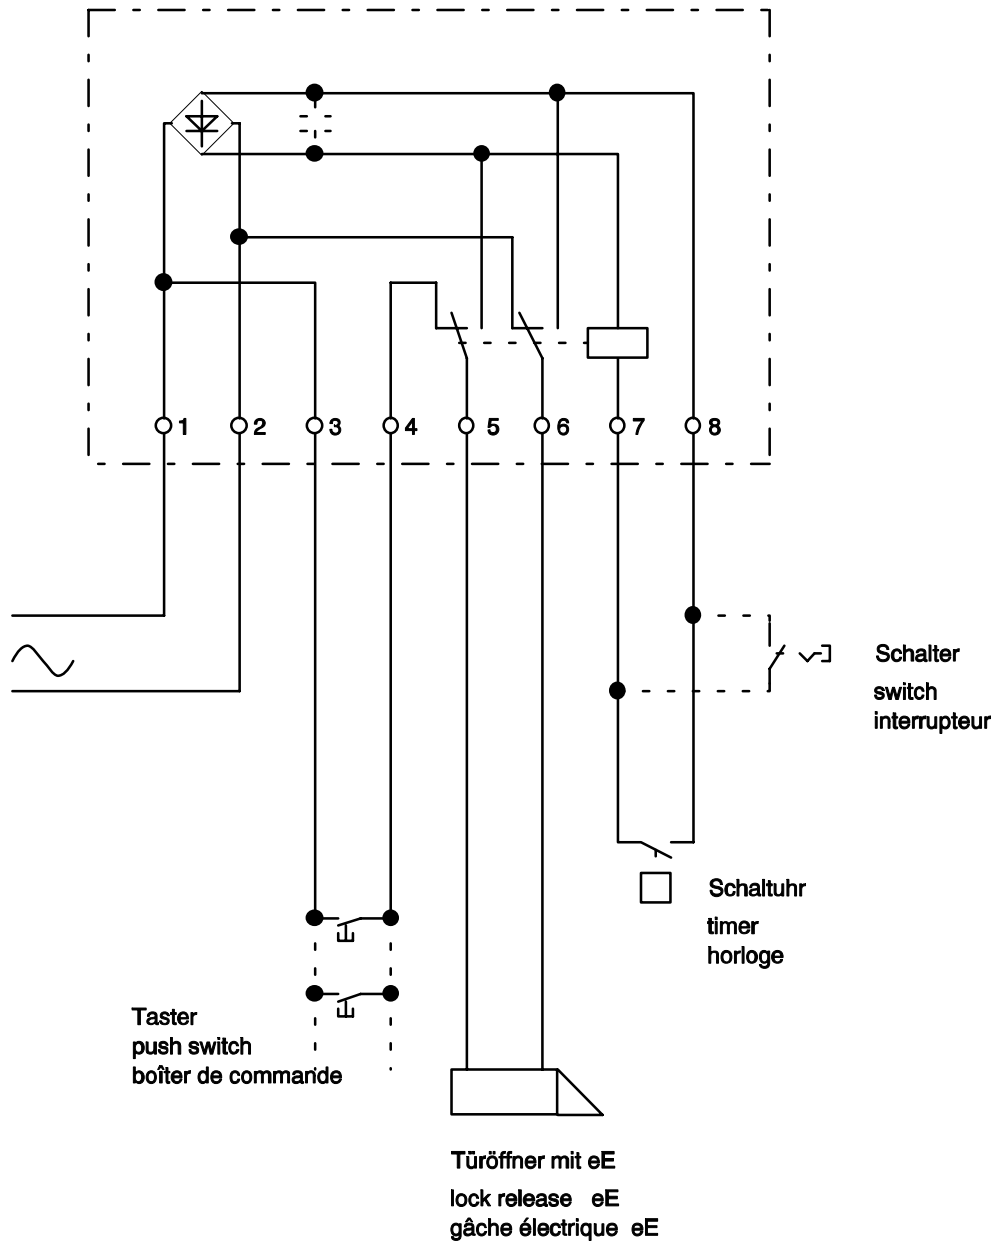 1 2 3 4 5 6 7 8
Schalter
switch
interrupteur
Schaltuhr
timer
horloge
Taster
push switch
boîter de commande
Türöffner mit eE
lock release eE
gâche électrique eE